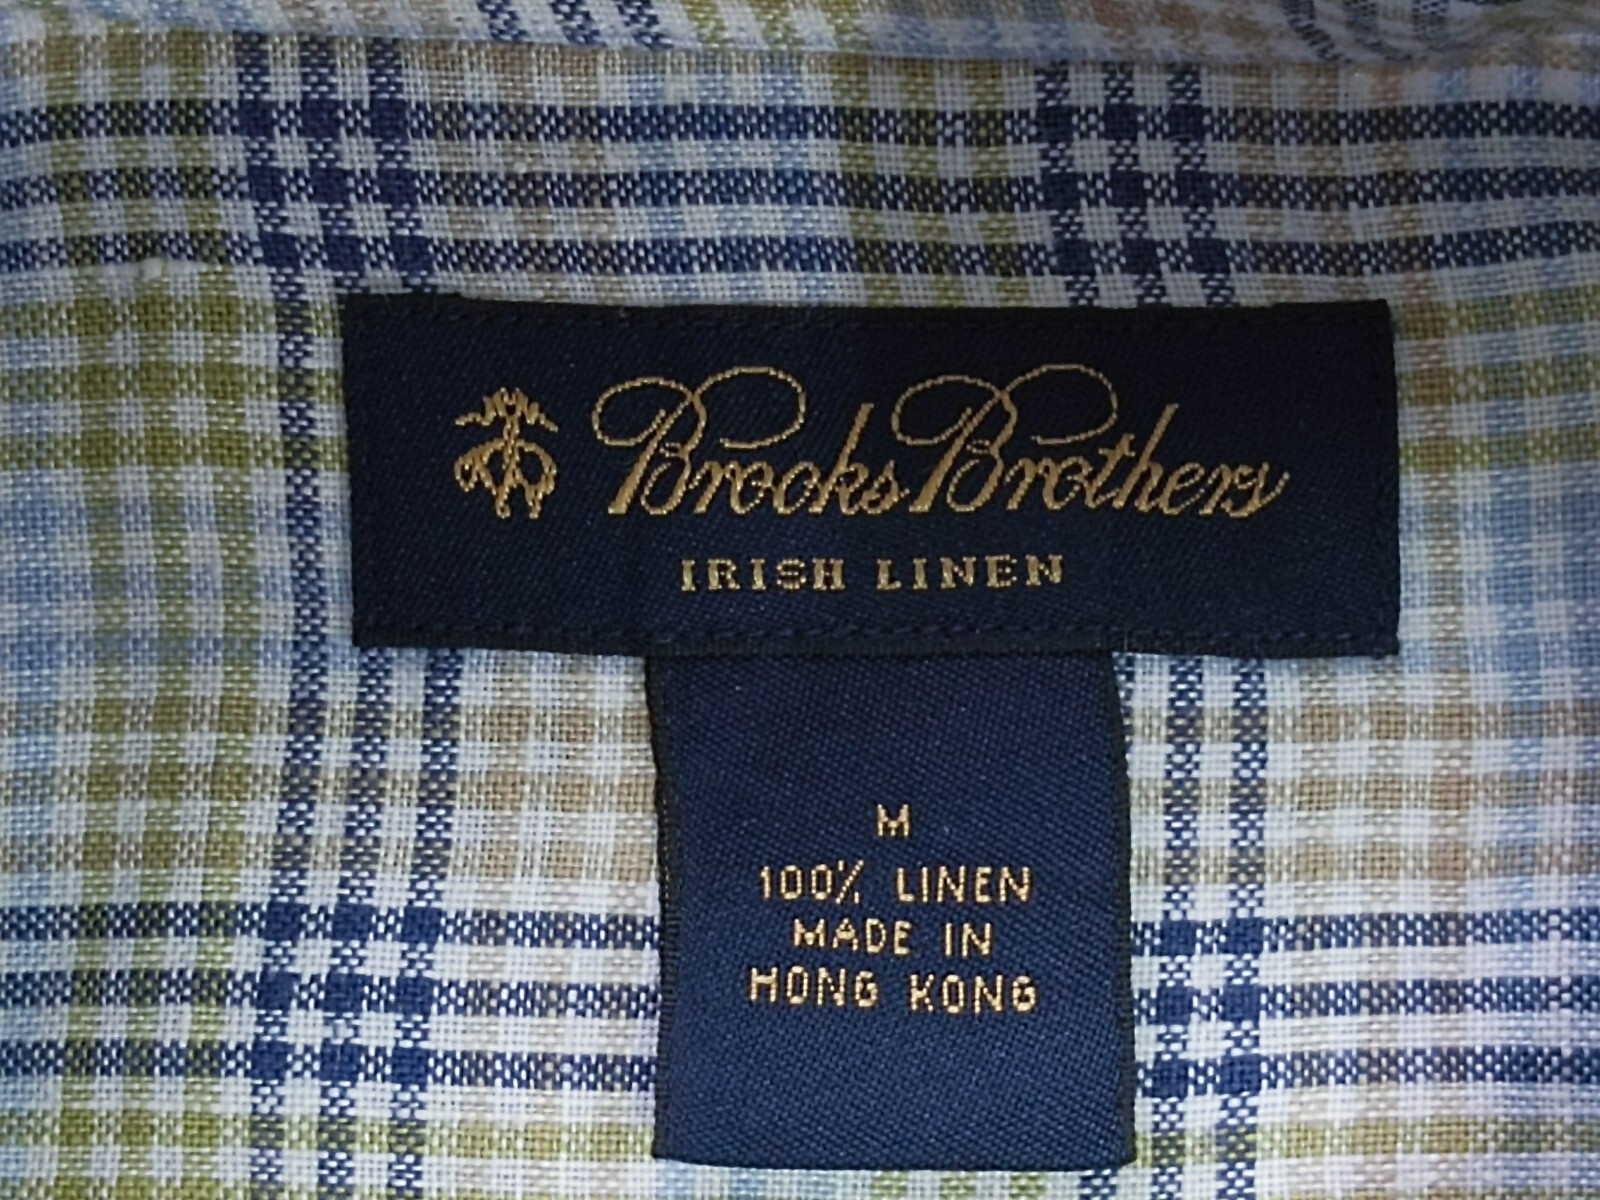 Brooks Brothers
IRISH LINEN
M
100% LINEN
MADE IN
HONG KONG